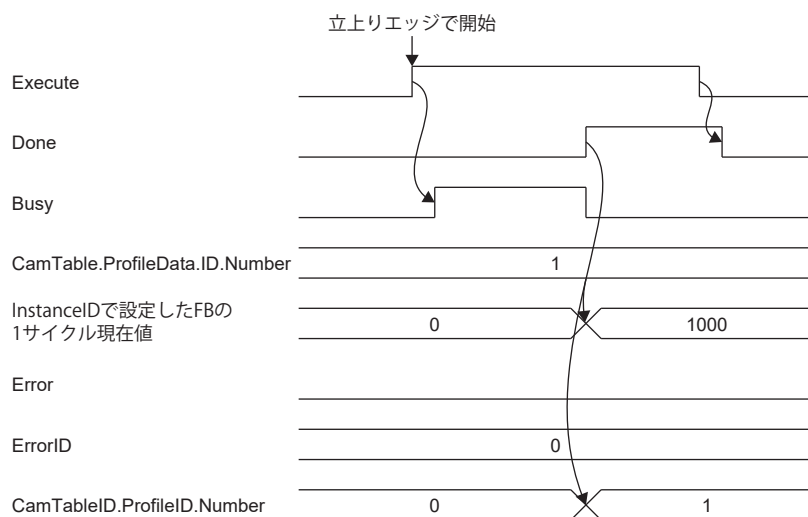 立上りエッジで開始
Execute
Done
Busy
CamTable.ProfileData.ID.Number
1
InstanceIDで設定したFBの
1サイクル現在値
0
1000
Error
ErrorID
0
CamTableID.ProfileID.Number
0
1